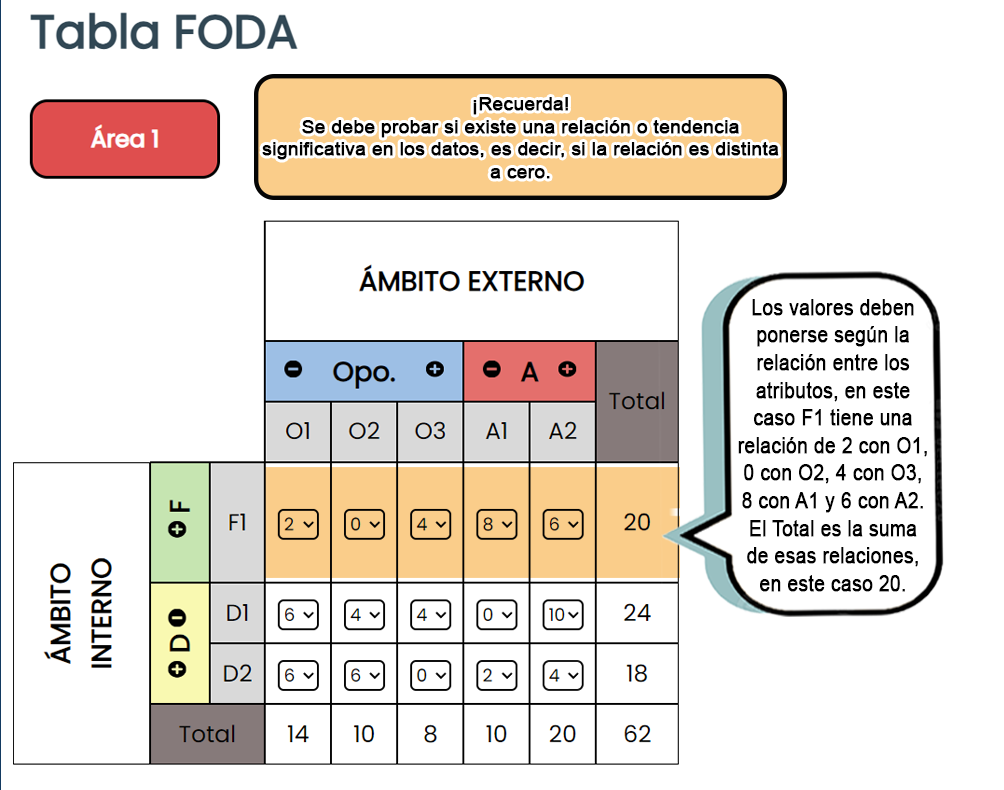 Tabla FODA
Área 1
¡Recuerda!
Se debe probar si existe una relación o tendencia
significativa en los datos, es decir, si la relación es distinta
a cero.
ÁMBITO EXTERNO
Opo.
A
Total
O1 O2 O3 A1 A2
ÁMBITO
INTERNO
F
F1 2 0 4 8 6 20
D
D1 6 4 4 0 10 24
D2 6 6 0 2 4 18
Total 14 10 8 10 20 62
Los valores deben
ponerse según la
relación entre los
atributos, en este
caso F1 tiene una
relación de 2 con O1,
0 con O2, 4 con O3,
8 con A1 y 6 con A2.
El Total es la suma
de esas relaciones,
en este caso 20.